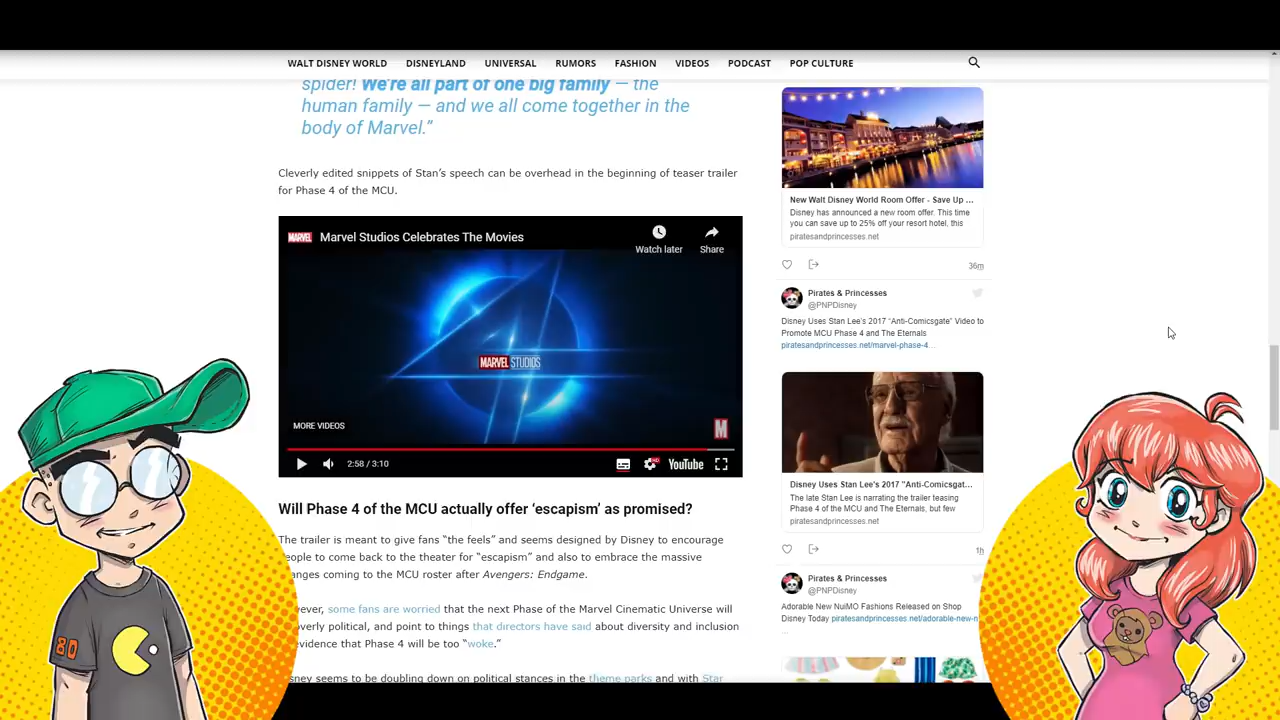 WALT DISNEY WORLD DISNEYLAND UNIVERSAL RUMORS FASHION VIDEOS PODCAST POP CULTURE
spider! We're all part of one big family — the
human family — and we all come together in the
body of Marvel.”
Cleverly edited snippets of Stan’s speech can be overhead in the beginning of teaser trailer
for Phase 4 of the MCU.
MARVEL Marvel Studios Celebrates The Movies
Watch later Share
MARVEL STUDIOS
MORE VIDEOS
M
2:58 / 3:10
HD
YouTube
Will Phase 4 of the MCU actually offer ‘escapism’ as promised?
The trailer is meant to give fans “the feels” and seems designed by Disney to encourage
people to come back to the theater for “escapism” and also to embrace the massive
anges coming to the MCU roster after Avengers: Endgame.
wever, some fans are worried that the next Phase of the Marvel Cinematic Universe will
overly political, and point to things that directors have said about diversity and inclusion
evidence that Phase 4 will be too “woke.”
sney seems to be doubling down on political stances in the theme parks and with Star
New Walt Disney World Room Offer - Save Up ...
Disney has announced a new room offer. This time
you can save up to 25% off your resort hotel, this
piratesandprincesses.net
36m
Pirates & Princesses
@PNPDisney
Disney Uses Stan Lee's 2017 “Anti-Comicsgate” Video to
Promote MCU Phase 4 and The Eternals
piratesandprincesses.net/marvel-phase-4...
Disney Uses Stan Lee's 2017 "Anti-Comicsgat...
The late Stan Lee is narrating the trailer teasing
Phase 4 of the MCU and The Eternals, but few
piratesandprincesses.net
1h
Pirates & Princesses
@PNPDisney
Adorable New NuiMO Fashions Released on Shop
Disney Today piratesandprincesses.net/adorable-new-n
...
80